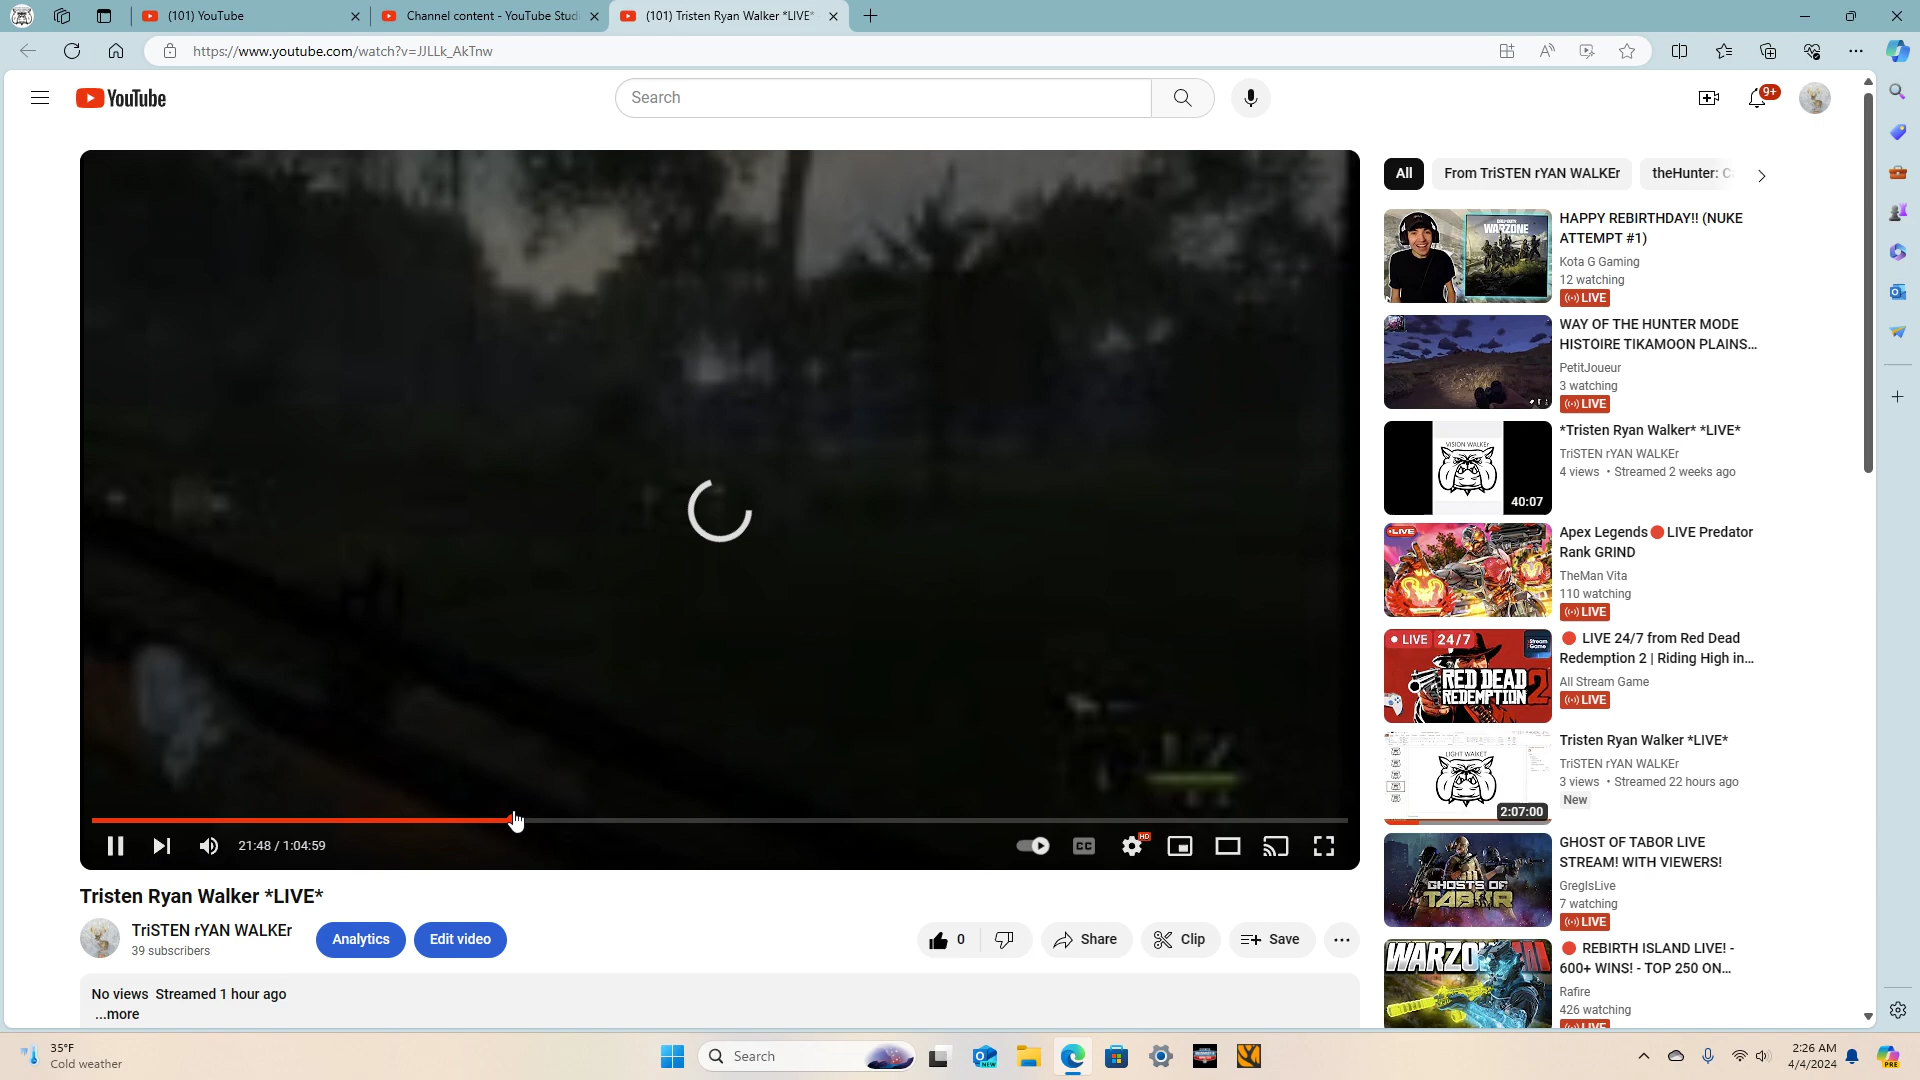 (101) YouTube
Channel content - YouTube Studi
(101) Tristen Ryan Walker *LIVE*
https://www.youtube.com/watch?v=JJLLk_AkTnw
YouTube
Search
9+
All
From TriSTEN rYAN WALKEr
theHunter: C
HAPPY REBIRTHDAY!! (NUKE
ATTEMPT #1)
Kota G Gaming
12 watching
LIVE
WARZONE
WAY OF THE HUNTER MODE
HISTOIRE TIKAMOON PLAINS...
PetitJoueur
3 watching
LIVE
*Tristen Ryan Walker* *LIVE*
TriSTEN rYAN WALKEr
4 views • Streamed 2 weeks ago
VISION WALKEr
40:07
Apex Legends LIVE Predator
Rank GRIND
TheMan Vita
110 watching
LIVE
LIVE
LIVE 24/7 from Red Dead
Redemption 2 | Riding High in...
All Stream Game
LIVE
LIVE 24/7
Stream Game
RED DEAD
REDEMPTION 2
Tristen Ryan Walker *LIVE*
TriSTEN rYAN WALKEr
3 views • Streamed 22 hours ago
New
2:07:00
GHOST OF TABOR LIVE
STREAM! WITH VIEWERS!
GregIsLive
7 watching
LIVE
GHOSTS OF
TABOR
REBIRTH ISLAND LIVE! -
600+ WINS! - TOP 250 ON...
Rafire
426 watching
LIVE
21:48 / 1:04:59
CC
HD
Tristen Ryan Walker *LIVE*
TriSTEN rYAN WALKEr
39 subscribers
Analytics
Edit video
0
Share
Clip
Save
No views Streamed 1 hour ago
...more
35°F
Cold weather
Search
NEW
2:26 AM
4/4/2024
PRE